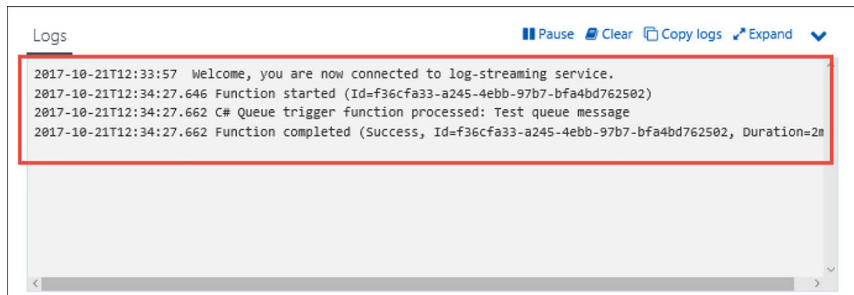 Logs
Pause Clear Copy logs Expand
2017-10-21T12:33:57  Welcome, you are now connected to log-streaming service.
2017-10-21T12:34:27.646 Function started (Id=f36cfa33-a245-4ebb-97b7-bfa4bd762502)
2017-10-21T12:34:27.662 C# Queue trigger function processed: Test queue message
2017-10-21T12:34:27.662 Function completed (Success, Id=f36cfa33-a245-4ebb-97b7-bfa4bd762502, Duration=2m